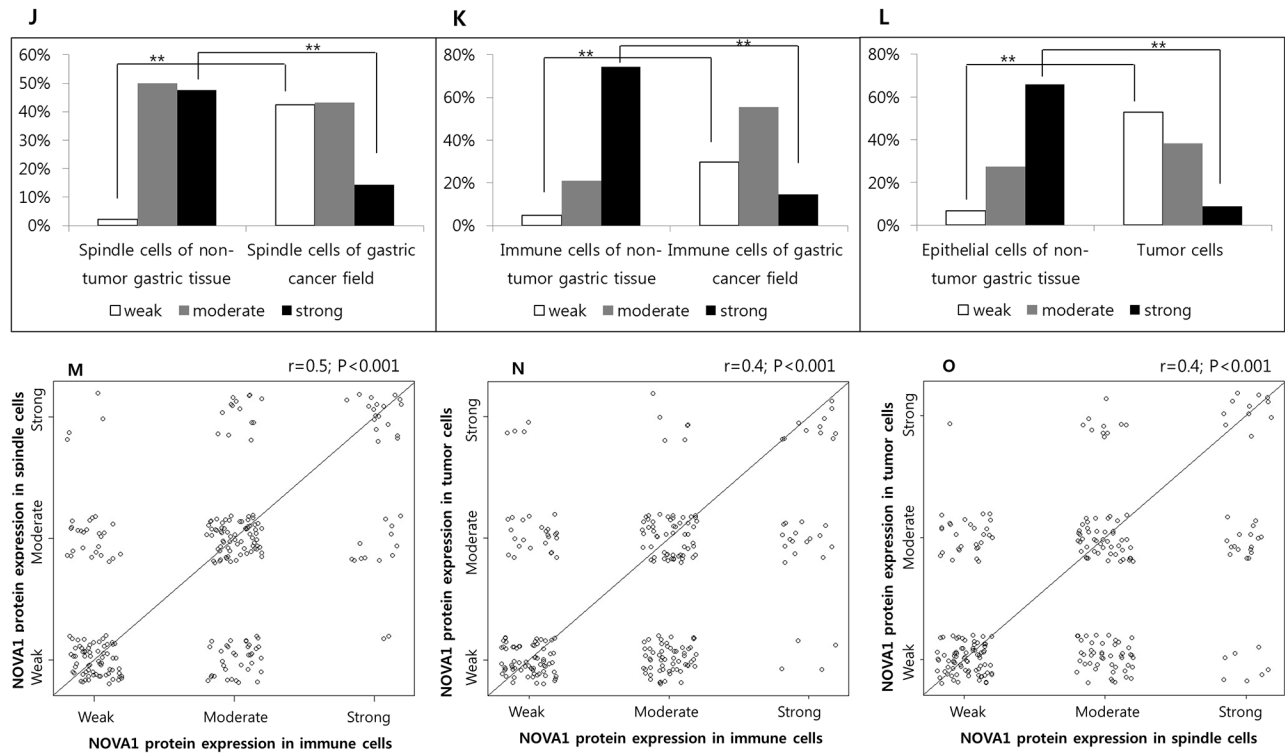 J
60%
50%
40%
30%
20%
10%
0%
**
**
Spindle cells of non-
tumor gastric tissue
Spindle cells of gastric
cancer field
weak moderate strong
K
80%
60%
40%
20%
0%
**
**
Immune cells of non-
tumor gastric tissue
Immune cells of gastric
cancer field
weak moderate strong
L
80%
60%
40%
20%
0%
**
**
Epithelial cells of non-
tumor gastric tissue
Tumor cells
weak moderate strong
M
r=0.5; P<0.001
NOVA1 protein expression in spindle cells
Strong
Moderate
Weak
Weak Moderate Strong
NOVA1 protein expression in immune cells
N
r=0.4; P<0.001
NOVA1 protein expression in tumor cells
Strong
Moderate
Weak
Weak Moderate Strong
NOVA1 protein expression in immune cells
O
r=0.4; P<0.001
NOVA1 protein expression in tumor cells
Strong
Moderate
Weak
Weak Moderate Strong
NOVA1 protein expression in spindle cells